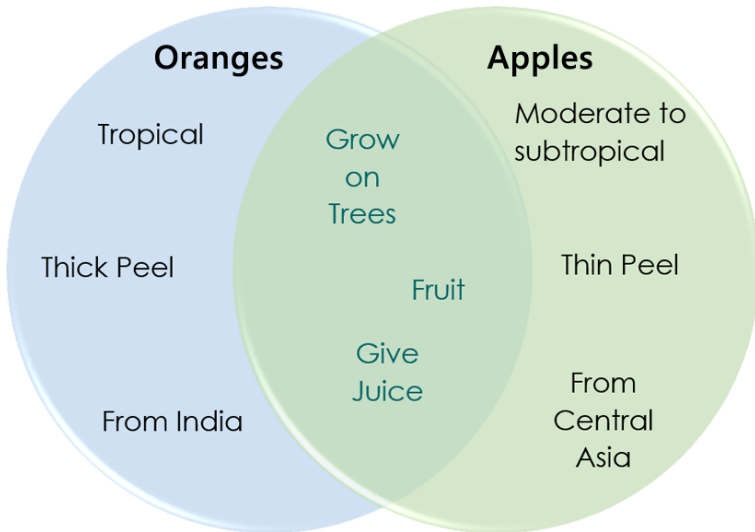 Oranges
Apples
Tropical
Thick Peel
From India
Grow
on
Trees
Fruit
Give
Juice
Moderate to
subtropical
Thin Peel
From
Central
Asia